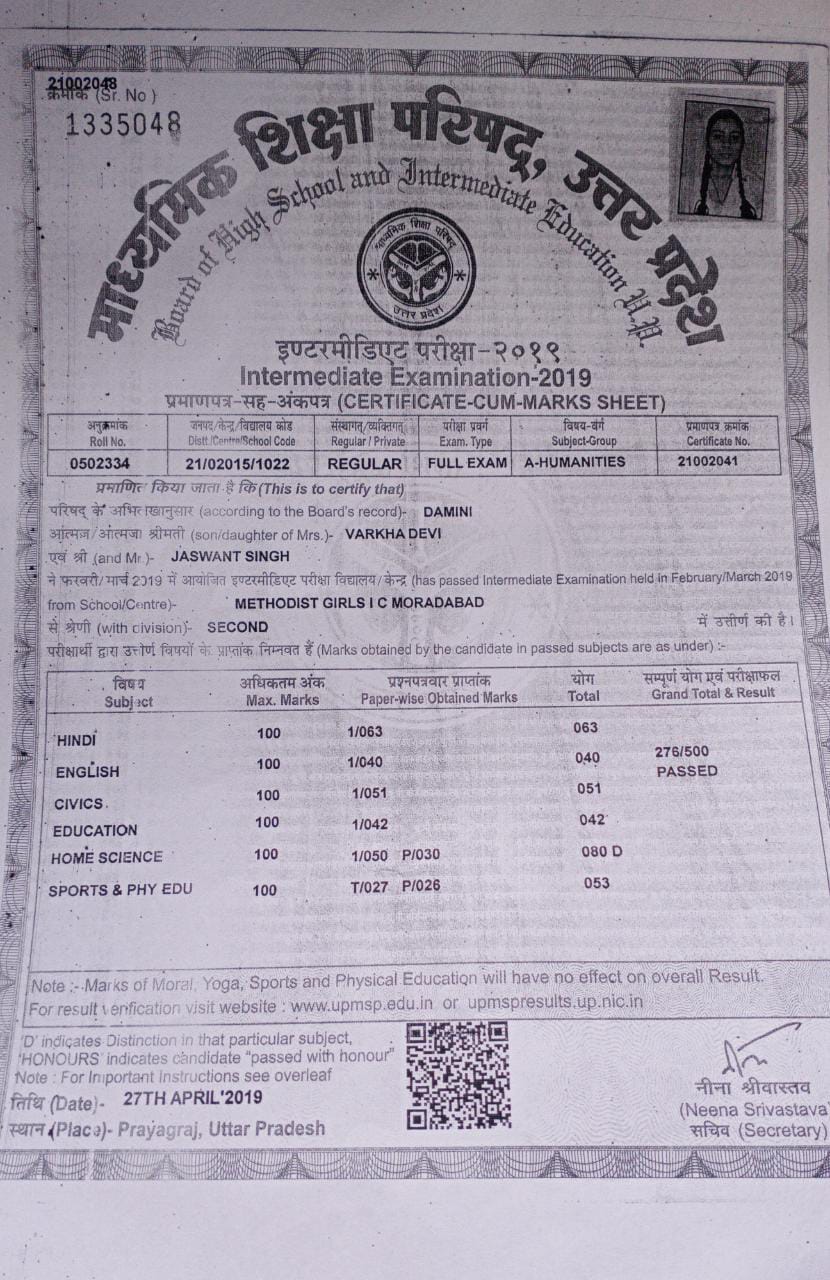 21002048
क्रमांक (Sr. No )
1335048
माध्यमिक शिक्षा परिषद्, उत्तर प्रदेश
Board of High School and Intermediate Education U.P.
माध्यमिक शिक्षा परिषद
उत्तर प्रदेश
इण्टरमीडिएट परीक्षा-२०१९
Intermediate Examination-2019
प्रमाणपत्र-सह-अंकपत्र (CERTIFICATE-CUM-MARKS SHEET)
अनुक्रमांक जनपद/केन्द्र/विद्यालय कोड संस्थागत/व्यक्तिगत परीक्षा प्रवर्ग विषय-वर्ग प्रमाणपत्र क्रमांक
Roll No. Distt./Centre/School Code Regular / Private Exam. Type Subject-Group Certificate No.
0502334 21/02015/1022 REGULAR FULL EXAM A-HUMANITIES 21002041
प्रमाणित किया जाता है कि (This is to certify that)
परिषद के अभिलेखानुसार (according to the Board's record)- DAMINI
आत्मज/आत्मजा श्रीमती (son/daughter of Mrs.)- VARKHA DEVI
एवं श्री (and Mr.)- JASWANT SINGH
ने फरवरी/मार्च 2019 में आयोजित इण्टरमीडिएट परीक्षा विद्यालय/केन्द्र (has passed Intermediate Examination held in February/March 2019
from School/Centre)- METHODIST GIRLS I C MORADABAD
से श्रेणी (with division)- SECOND में उत्तीर्ण की है।
परीक्षार्थी द्वारा उत्तीर्ण विषयों के प्राप्तांक निम्नवत हैं (Marks obtained by the candidate in passed subjects are as under) :-
विषय अधिकतम अंक प्रश्नपत्रवार प्राप्तांक योग सम्पूर्ण योग एवं परीक्षाफल
Subject Max. Marks Paper-wise Obtained Marks Total Grand Total & Result
HINDI 100 1/063 063
ENGLISH 100 1/040 040 276/500
PASSED
CIVICS 100 1/051 051
EDUCATION 100 1/042 042
HOME SCIENCE 100 1/050 P/030 080 D
SPORTS & PHY EDU 100 T/027 P/026 053
Note :- Marks of Moral, Yoga, Sports and Physical Education will have no effect on overall Result.
For result verification visit website : www.upmsp.edu.in or upmspresults.up.nic.in
'D' indicates Distinction in that particular subject,
'HONOURS' indicates candidate "passed with honour"
Note : For Important Instructions see overleaf
तिथि (Date)- 27TH APRIL'2019
स्थान (Place)- Prayagraj, Uttar Pradesh
नीना श्रीवास्तव
(Neena Srivastava)
सचिव (Secretary)